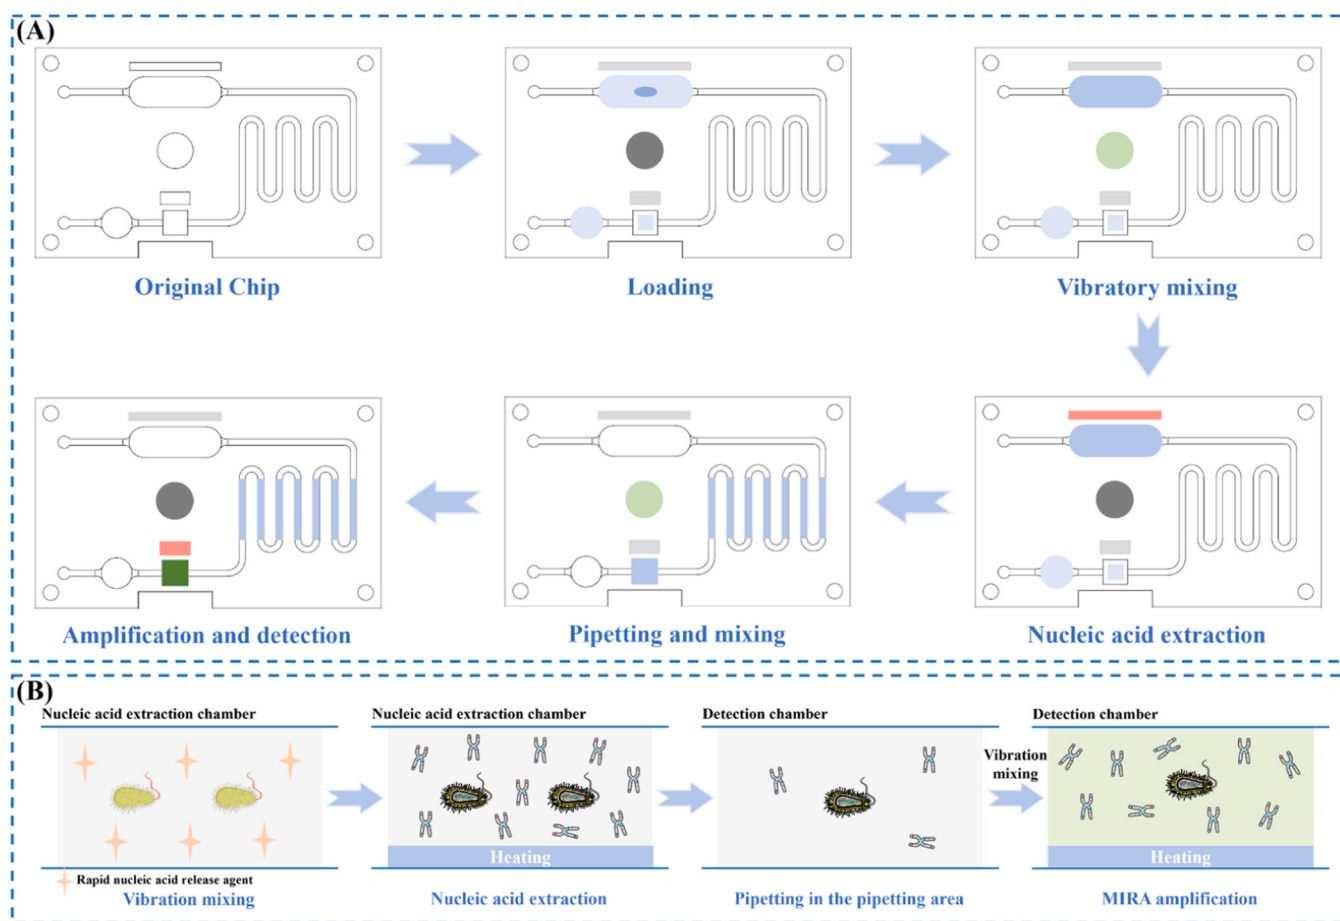 (A)
Original Chip
Loading
Vibratory mixing
Amplification and detection
Pipetting and mixing
Nucleic acid extraction
(B)
Nucleic acid extraction chamber
Nucleic acid extraction chamber
Detection chamber
Detection chamber
Vibration
mixing
Heating
Heating
Rapid nucleic acid release agent
Vibration mixing
Nucleic acid extraction
Pipetting in the pipetting area
MIRA amplification